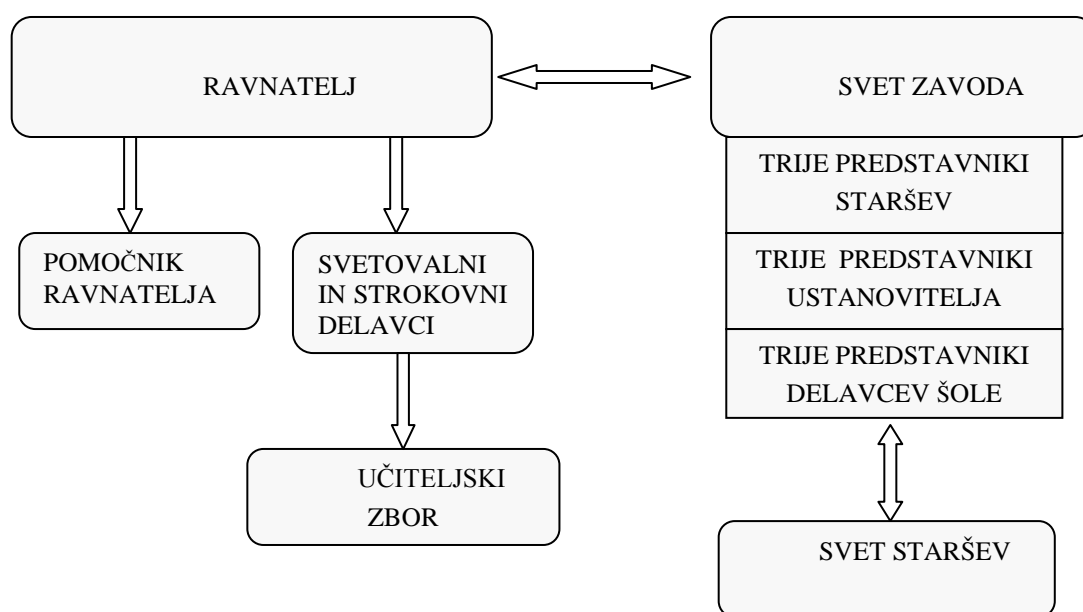 RAVNATELJ
SVET ZAVODA
TRIJE PREDSTAVNIKI
STARŠEV
TRIJE PREDSTAVNIKI
USTANOVITELJA
TRIJE PREDSTAVNIKI
DELAVCEV ŠOLE
POMOČNIK
RAVNATELJA
SVETOVALNI
IN STROKOVNI
DELAVCI
UČITELJSKI
ZBOR
SVET STARŠEV